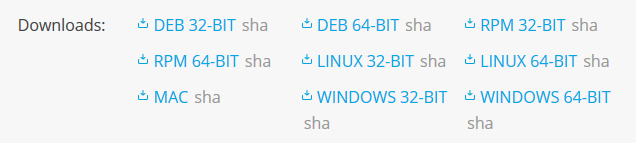 Downloads: DEB 32-BIT sha DEB 64-BIT sha RPM 32-BIT sha
RPM 64-BIT sha LINUX 32-BIT sha LINUX 64-BIT sha
MAC sha WINDOWS 32-BIT WINDOWS 64-BIT
sha sha